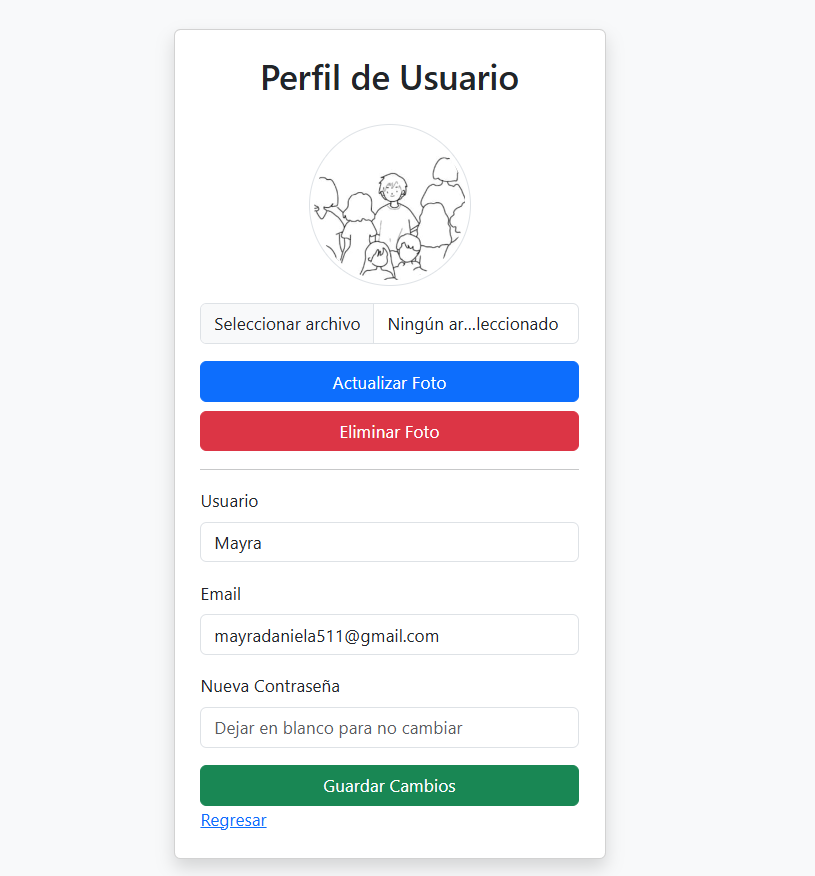 Perfil de Usuario
Seleccionar archivo Ningún ar...leccionado
Actualizar Foto
Eliminar Foto
Usuario
Mayra
Email
mayradaniela511@gmail.com
Nueva Contraseña
Dejar en blanco para no cambiar
Guardar Cambios
Regresar